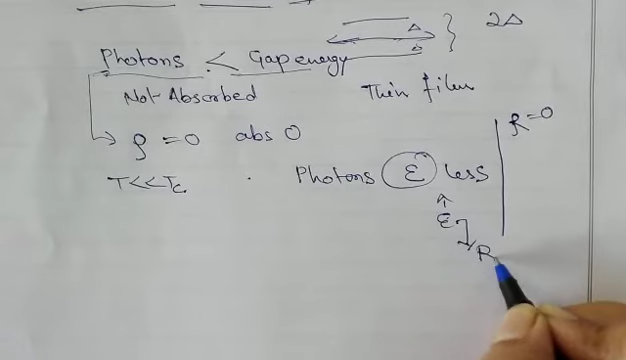 2Δ
Δ
Photons < Gap energy
Δ
Not Absorbed
Thin film
ρ = 0 abs 0
R=0
T<<Tc
Photons ε less
ε
R